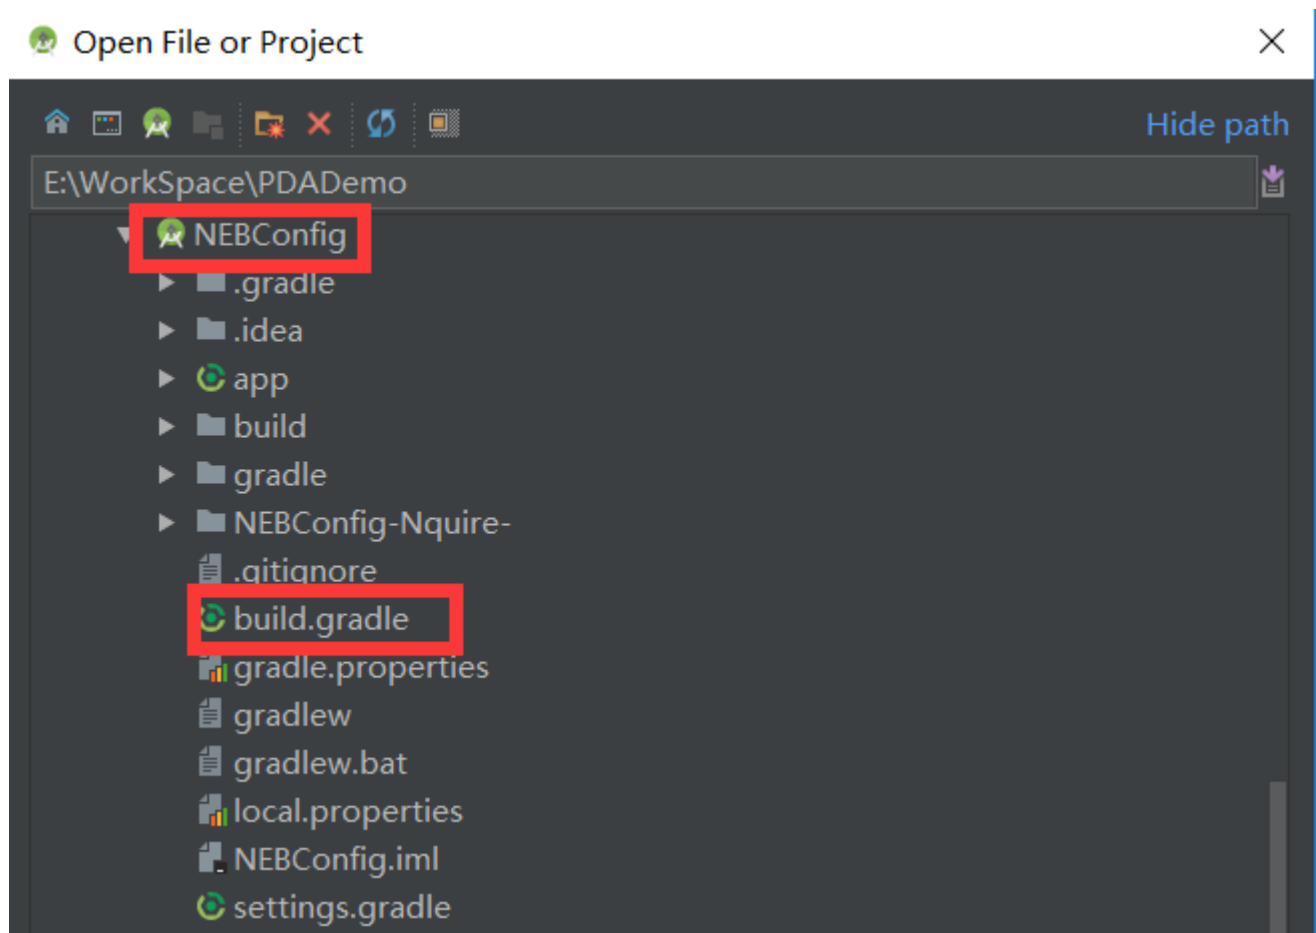 Open File or Project
Hide path
E:\WorkSpace\PDADemo
NEBConfig
.gradle
.idea
app
build
gradle
NEBConfig-Nquire-
.gitignore
build.gradle
gradle.properties
gradlew
gradlew.bat
local.properties
NEBConfig.iml
settings.gradle